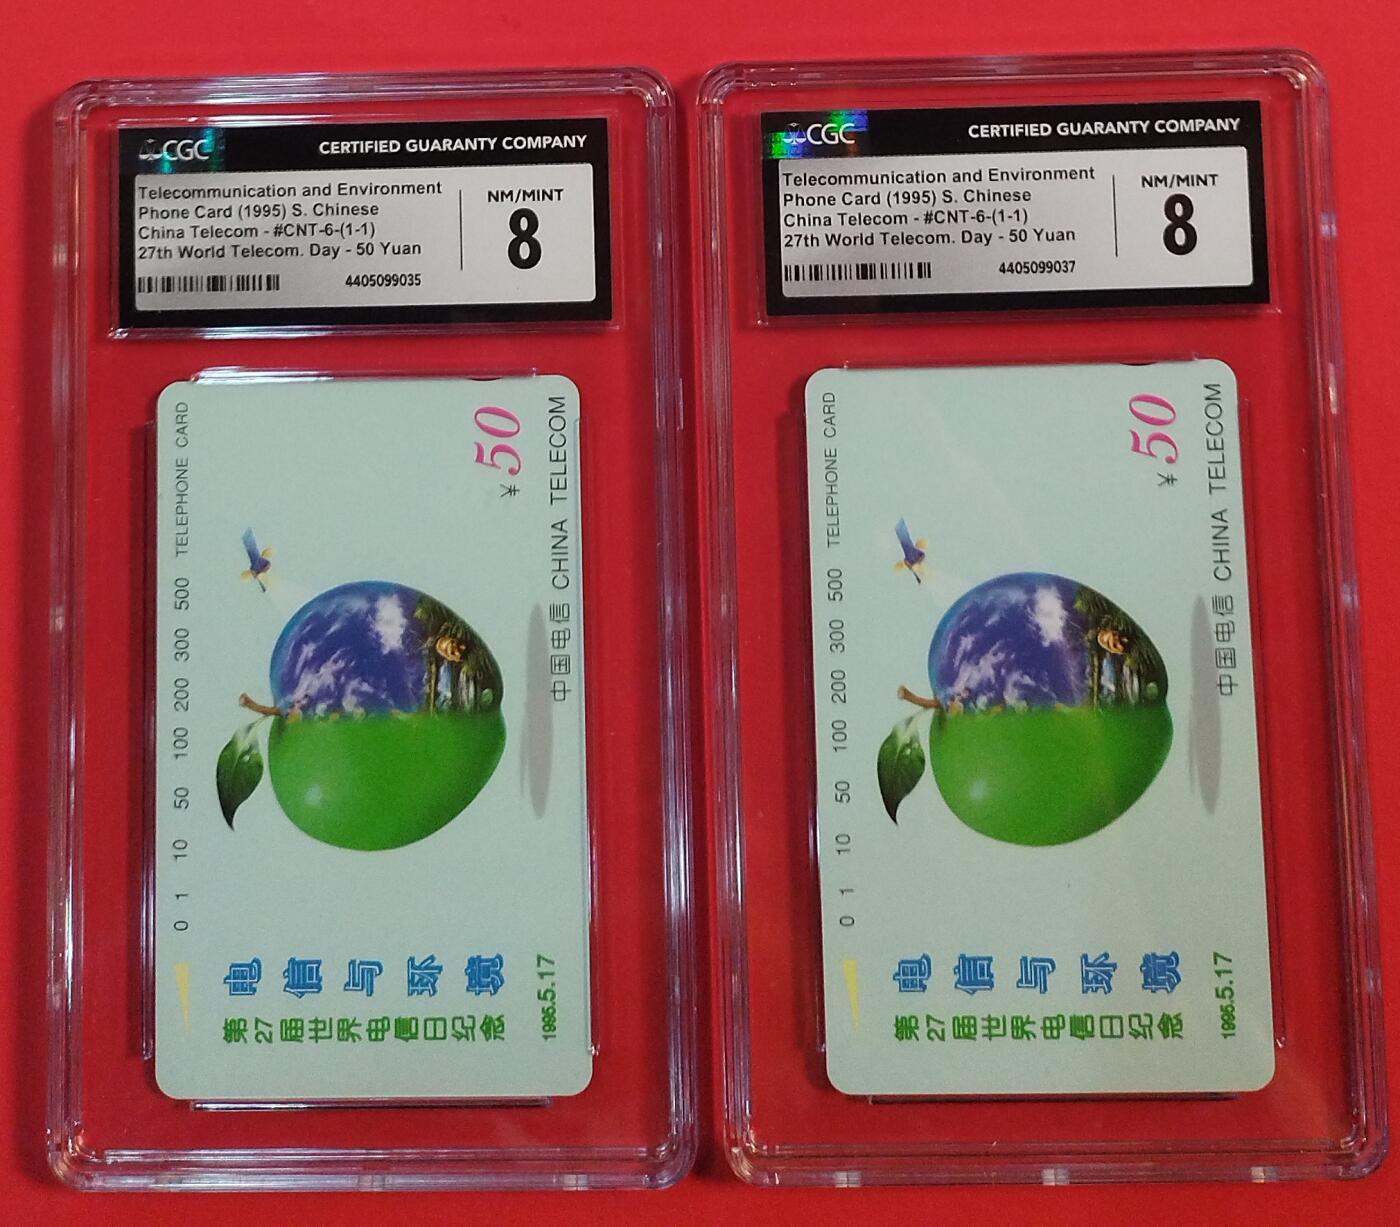 CGC
CERTIFIED GUARANTY COMPANY
Telecommunication and Environment
Phone Card (1995) S. Chinese
China Telecom - #CNT-6-(1-1)
27th World Telecom. Day - 50 Yuan
4405099035
NM/MINT
8
0 1 10 50 100 200 300 500 TELEPHONE CARD
电信与环境
第27届世界电信日纪念
¥50
1995.5.17
中国电信 CHINA TELECOM
CGC
CERTIFIED GUARANTY COMPANY
Telecommunication and Environment
Phone Card (1995) S. Chinese
China Telecom - #CNT-6-(1-1)
27th World Telecom. Day - 50 Yuan
4405099037
NM/MINT
8
0 1 10 50 100 200 300 500 TELEPHONE CARD
电信与环境
第27届世界电信日纪念
¥50
1995.5.17
中国电信 CHINA TELECOM